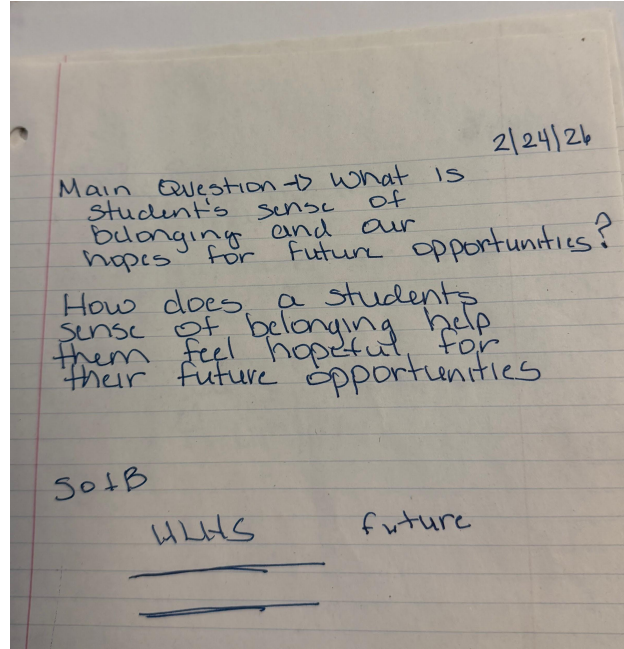 2/24/26
Main Question → What is
student's sense of
belonging and our
hopes for future opportunities?
How does a students
sense of belonging help
them feel hopeful for
their future opportunities
SofB
HLHS future